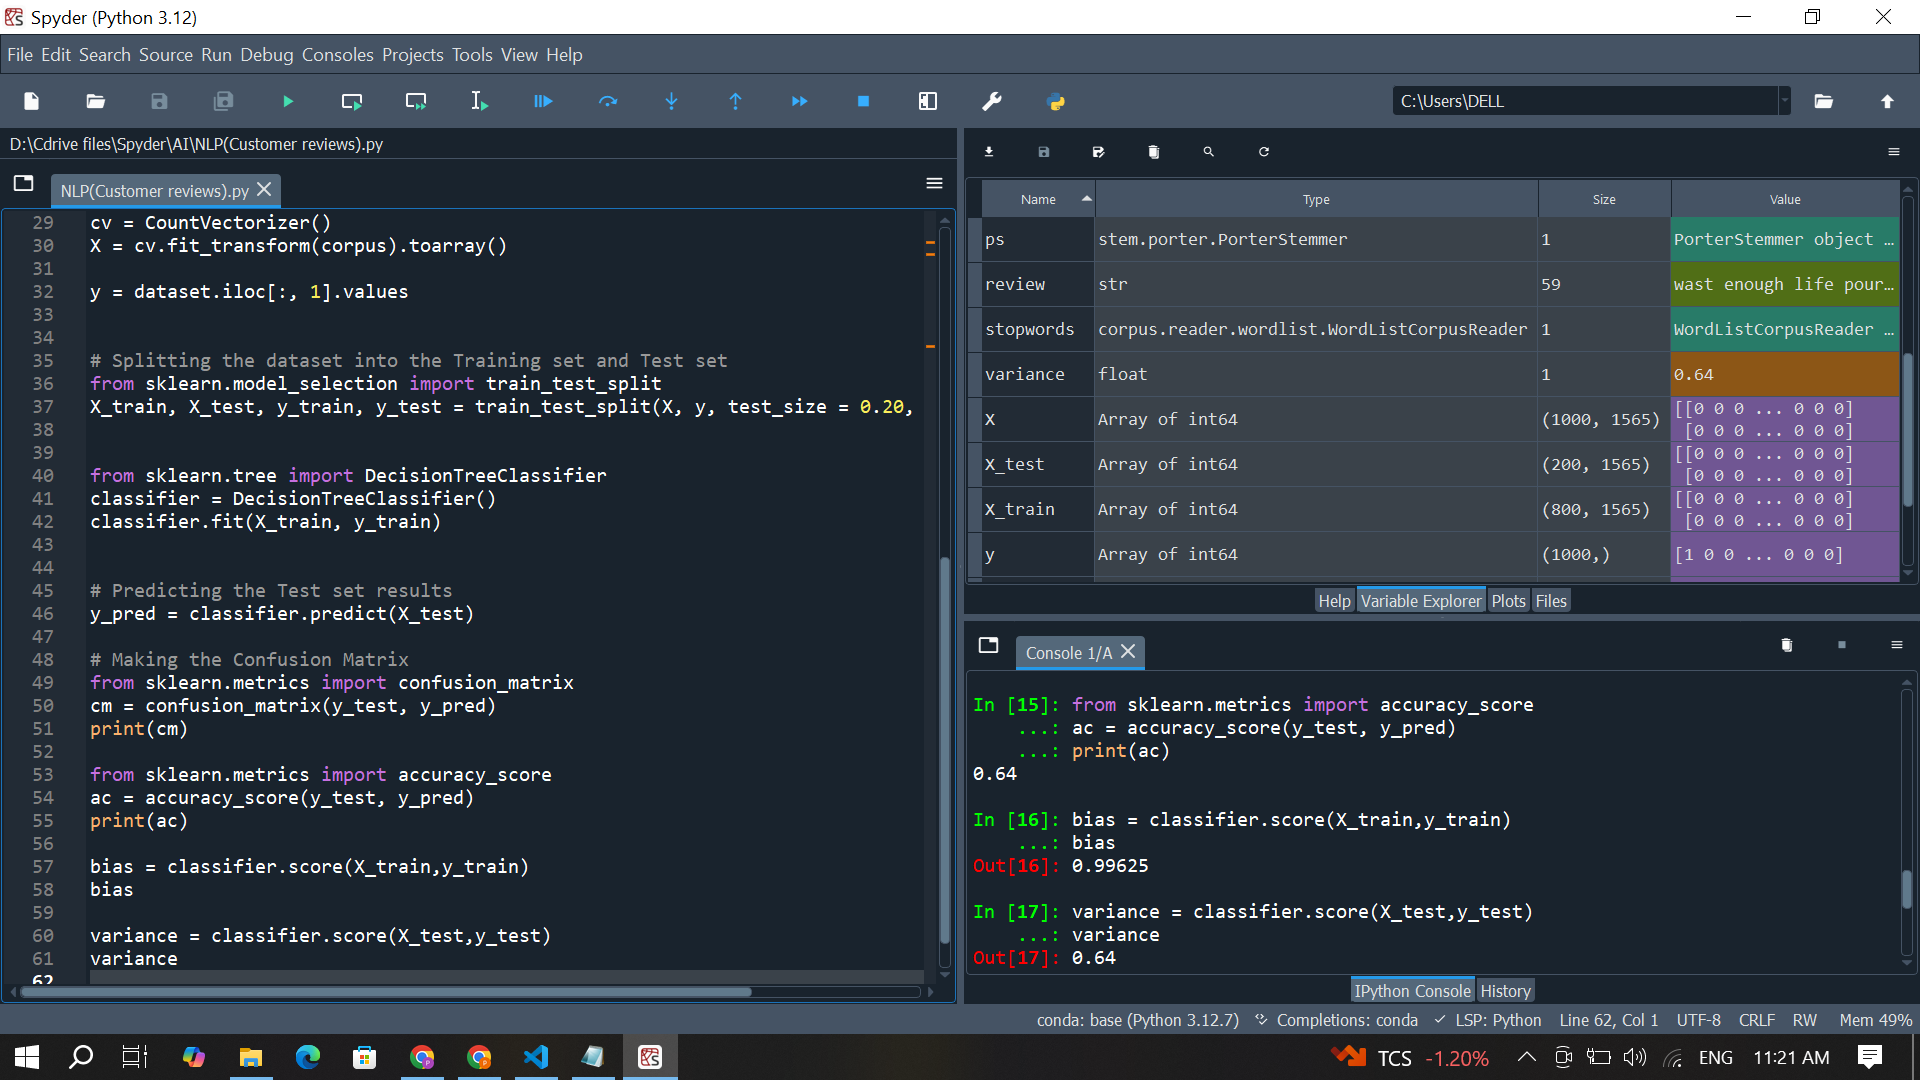 Spyder (Python 3.12)
File Edit Search Source Run Debug Consoles Projects Tools View Help
C:\Users\DELL
D:\Cdrive files\Spyder\AI\NLP(Customer reviews).py
NLP(Customer reviews).py
29 cv = CountVectorizer()
30 X = cv.fit_transform(corpus).toarray()
31
32 y = dataset.iloc[:, 1].values
33
34
35 # Splitting the dataset into the Training set and Test set
36 from sklearn.model_selection import train_test_split
37 X_train, X_test, y_train, y_test = train_test_split(X, y, test_size = 0.20,
38
39
40 from sklearn.tree import DecisionTreeClassifier
41 classifier = DecisionTreeClassifier()
42 classifier.fit(X_train, y_train)
43
44
45 # Predicting the Test set results
46 y_pred = classifier.predict(X_test)
47
48 # Making the Confusion Matrix
49 from sklearn.metrics import confusion_matrix
50 cm = confusion_matrix(y_test, y_pred)
51 print(cm)
52
53 from sklearn.metrics import accuracy_score
54 ac = accuracy_score(y_test, y_pred)
55 print(ac)
56
57 bias = classifier.score(X_train,y_train)
58 bias
59
60 variance = classifier.score(X_test,y_test)
61 variance
62
Name Type Size Value
ps stem.porter.PorterStemmer 1 PorterStemmer object …
review str 59 wast enough life pour…
stopwords corpus.reader.wordlist.WordListCorpusReader 1 WordListCorpusReader …
variance float 1 0.64
X Array of int64 (1000, 1565) [[0 0 0 ... 0 0 0]
[0 0 0 ... 0 0 0]
X_test Array of int64 (200, 1565) [[0 0 0 ... 0 0 0]
[0 0 0 ... 0 0 0]
X_train Array of int64 (800, 1565) [[0 0 0 ... 0 0 0]
[0 0 0 ... 0 0 0]
y Array of int64 (1000,) [1 0 0 ... 0 0 0]
Help Variable Explorer Plots Files
Console 1/A
In [15]: from sklearn.metrics import accuracy_score
...: ac = accuracy_score(y_test, y_pred)
...: print(ac)
0.64
In [16]: bias = classifier.score(X_train,y_train)
...: bias
Out[16]: 0.99625
In [17]: variance = classifier.score(X_test,y_test)
...: variance
Out[17]: 0.64
IPython Console History
conda: base (Python 3.12.7) Completions: conda LSP: Python Line 62, Col 1 UTF-8 CRLF RW Mem 49%
TCS -1.20% ENG 11:21 AM